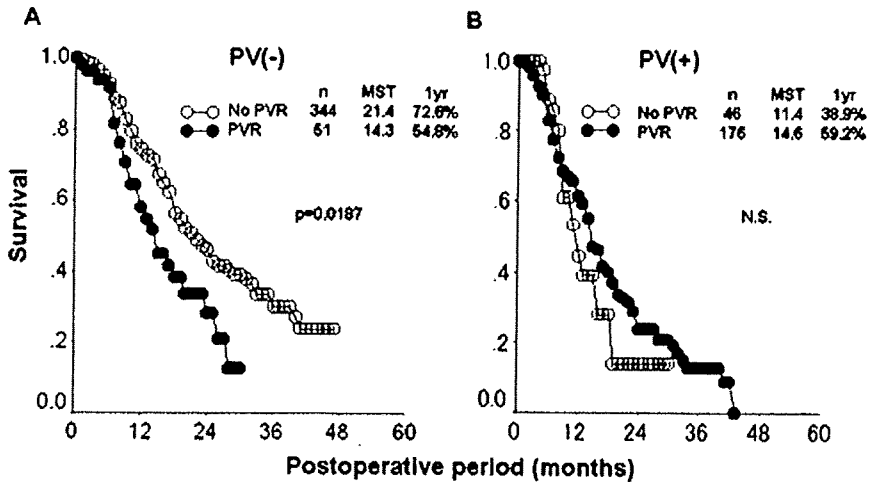 A
PV(-)
n MST 1yr
No PVR 344 21.4 72.6%
PVR 51 14.3 54.8%
p=0.0187
Survival
1.0
.8
.6
.4
.2
0.0
0 12 24 36 48 60
B
PV(+)
n MST 1yr
No PVR 46 11.4 38.9%
PVR 176 14.6 59.2%
N.S.
1.0
.8
.6
.4
.2
0.0
0 12 24 36 48 60
Postoperative period (months)